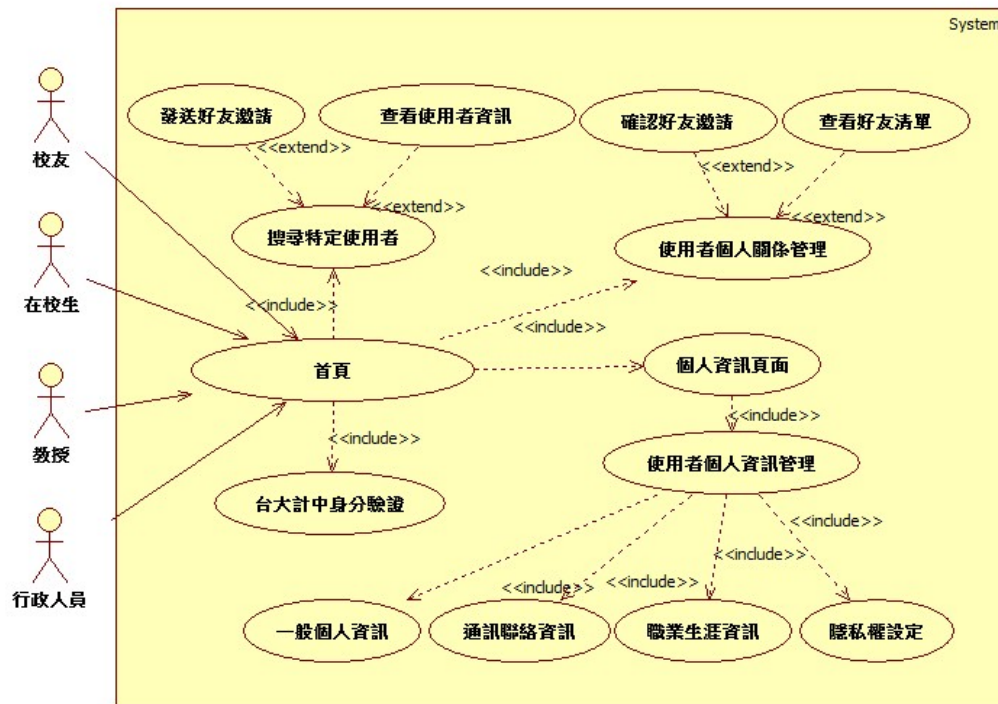 System
發送好友邀請
查看使用者資訊
確認好友邀請
查看好友清單
校友
<<extend>>
<<extend>>
<<extend>>
<<extend>>
搜尋特定使用者
使用者個人關係管理
在校生
<<include>>
<<include>>
<<include>>
首頁
個人資訊頁面
教授
<<include>>
<<include>>
使用者個人資訊管理
台大計中身分驗證
<<include>>
行政人員
<<include>>
<<include>>
<<include>>
一般個人資訊
通訊聯絡資訊
職業生涯資訊
隱私權設定